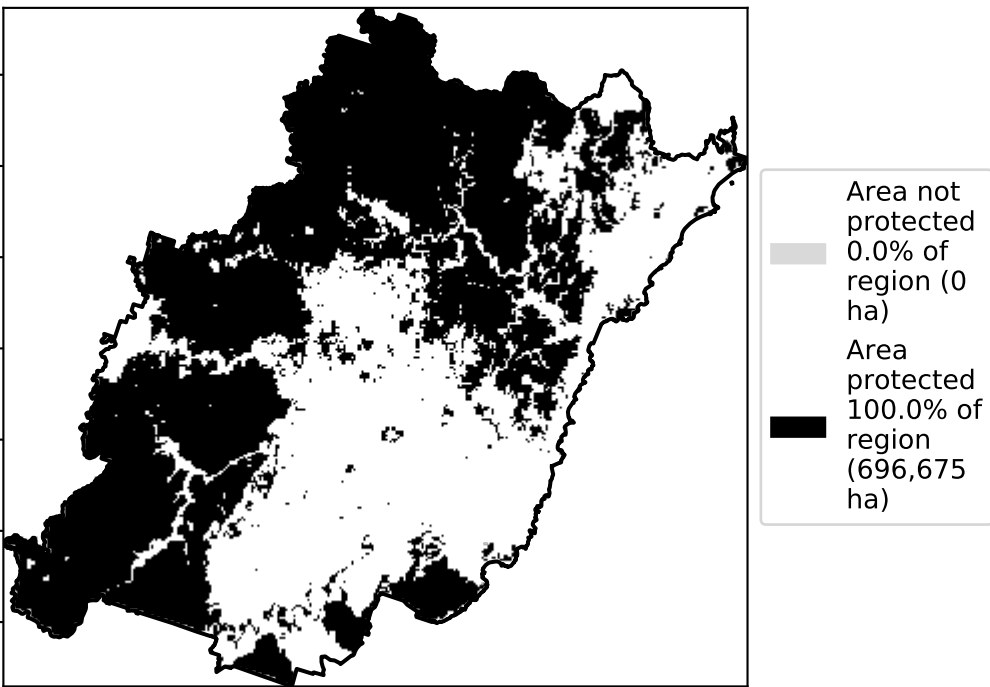 Area not
protected
0.0% of
region (0
ha)
Area
protected
100.0% of
region
(696,675
ha)